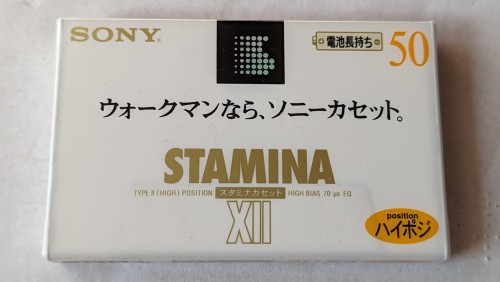 SONY
電池長持ち 50
ウォークマンなら、ソニーカセット。
STAMINA
TYPE II (HIGH) POSITION スタミナカセット HIGH BIAS 70 μs EQ
XII
position
ハイポジ